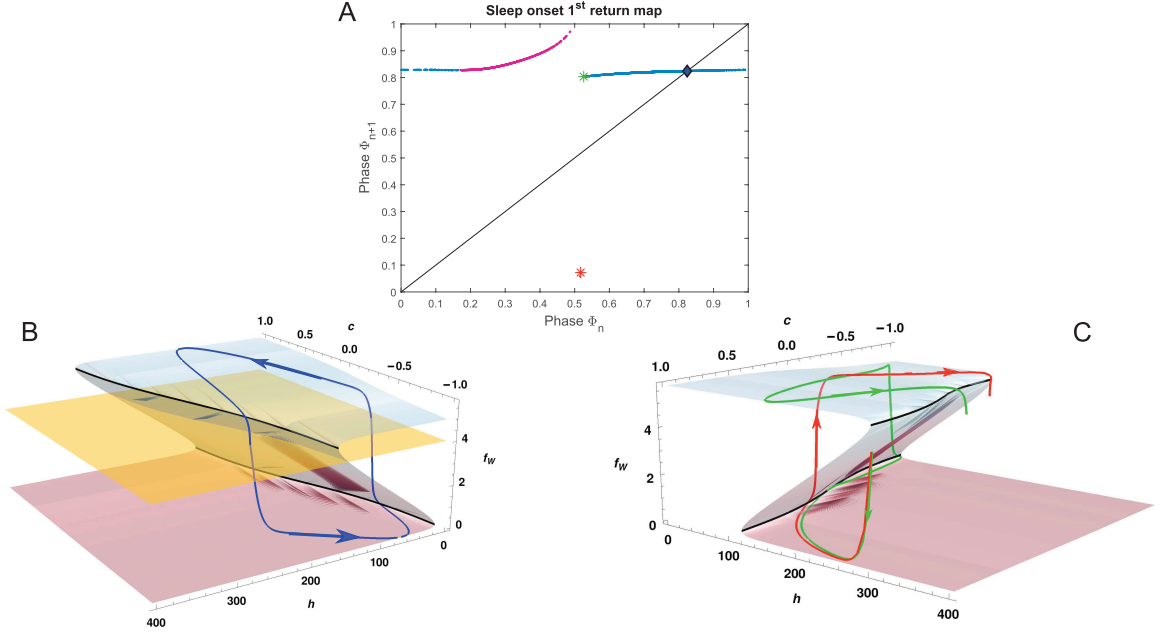 A
Sleep onset 1st return map
Phase Φn+1
1
0.9
0.8
0.7
0.6
0.5
0.4
0.3
0.2
0.1
0
0 0.1 0.2 0.3 0.4 0.5 0.6 0.7 0.8 0.9 1
Phase Φn
B
1.0 0.5 0.0 −0.5 −1.0
c
4
2
0
fW
400 300 200 100 0
h
C
1.0 0.5 0.0 −0.5 −1.0
c
4
2
0
fW
0 100 200 300 400
h